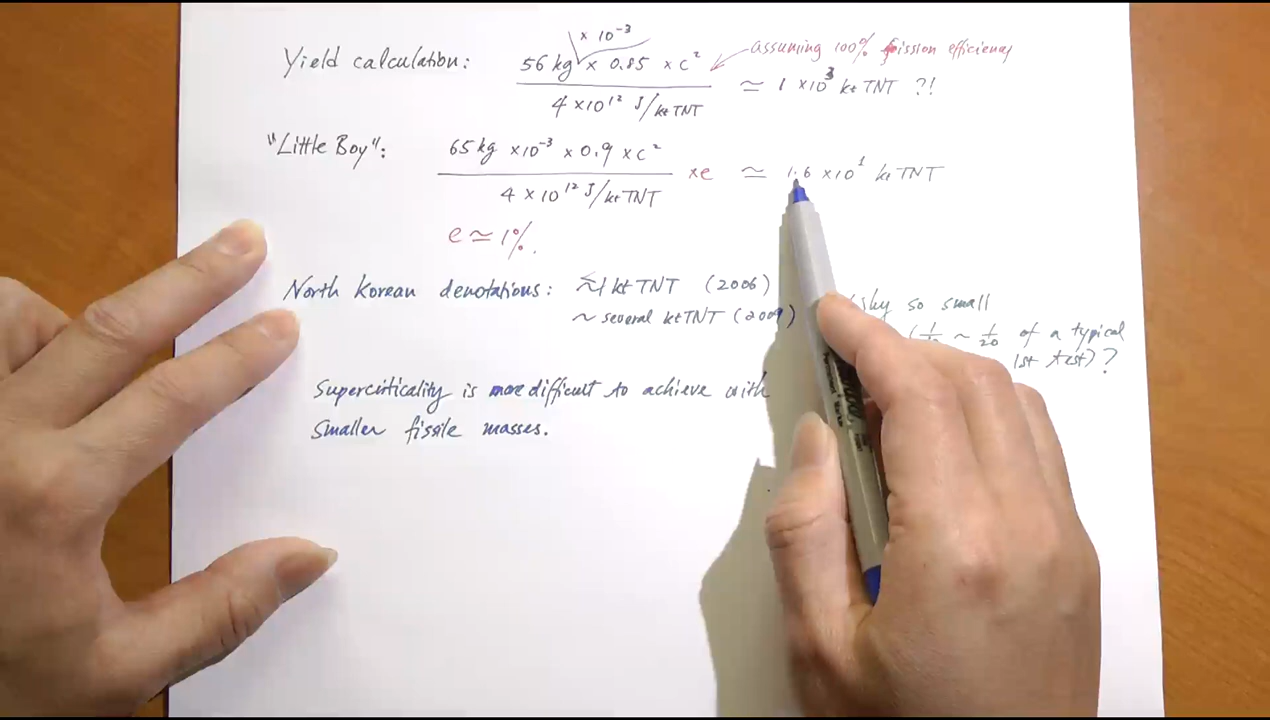 × 10⁻³
Yield calculation: 56 kg × 0.85 × c² assuming 100% fission efficiency
4 × 10¹² J/kt TNT ≃ 1 × 10³ kt TNT ?!
"Little Boy": 65 kg × 10⁻³ × 0.9 × c²
4 × 10¹² J/kt TNT × e ≃ 1.6 × 10¹ kt TNT
e ≃ 1%.
North Korean denotations: ≲1 kt TNT (2006)
~ several kt TNT (2009) so small
~ 1/20 of a typical
1st test)?
Supercriticality is more difficult to achieve with
smaller fissile masses.